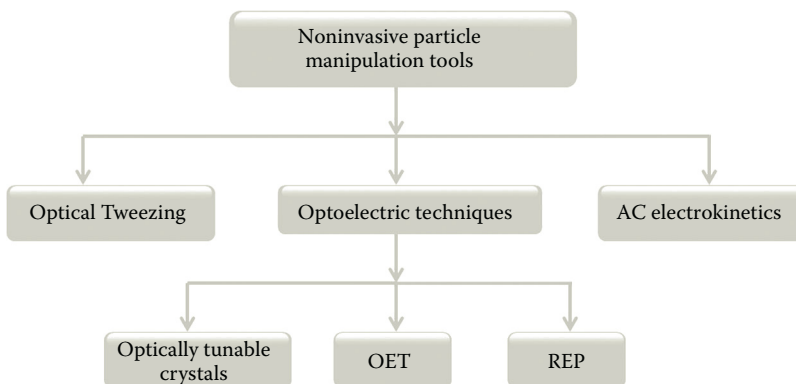 Noninvasive particle
manipulation tools
Optical Tweezing
Optoelectric techniques
AC electrokinetics
Optically tunable
crystals
OET
REP